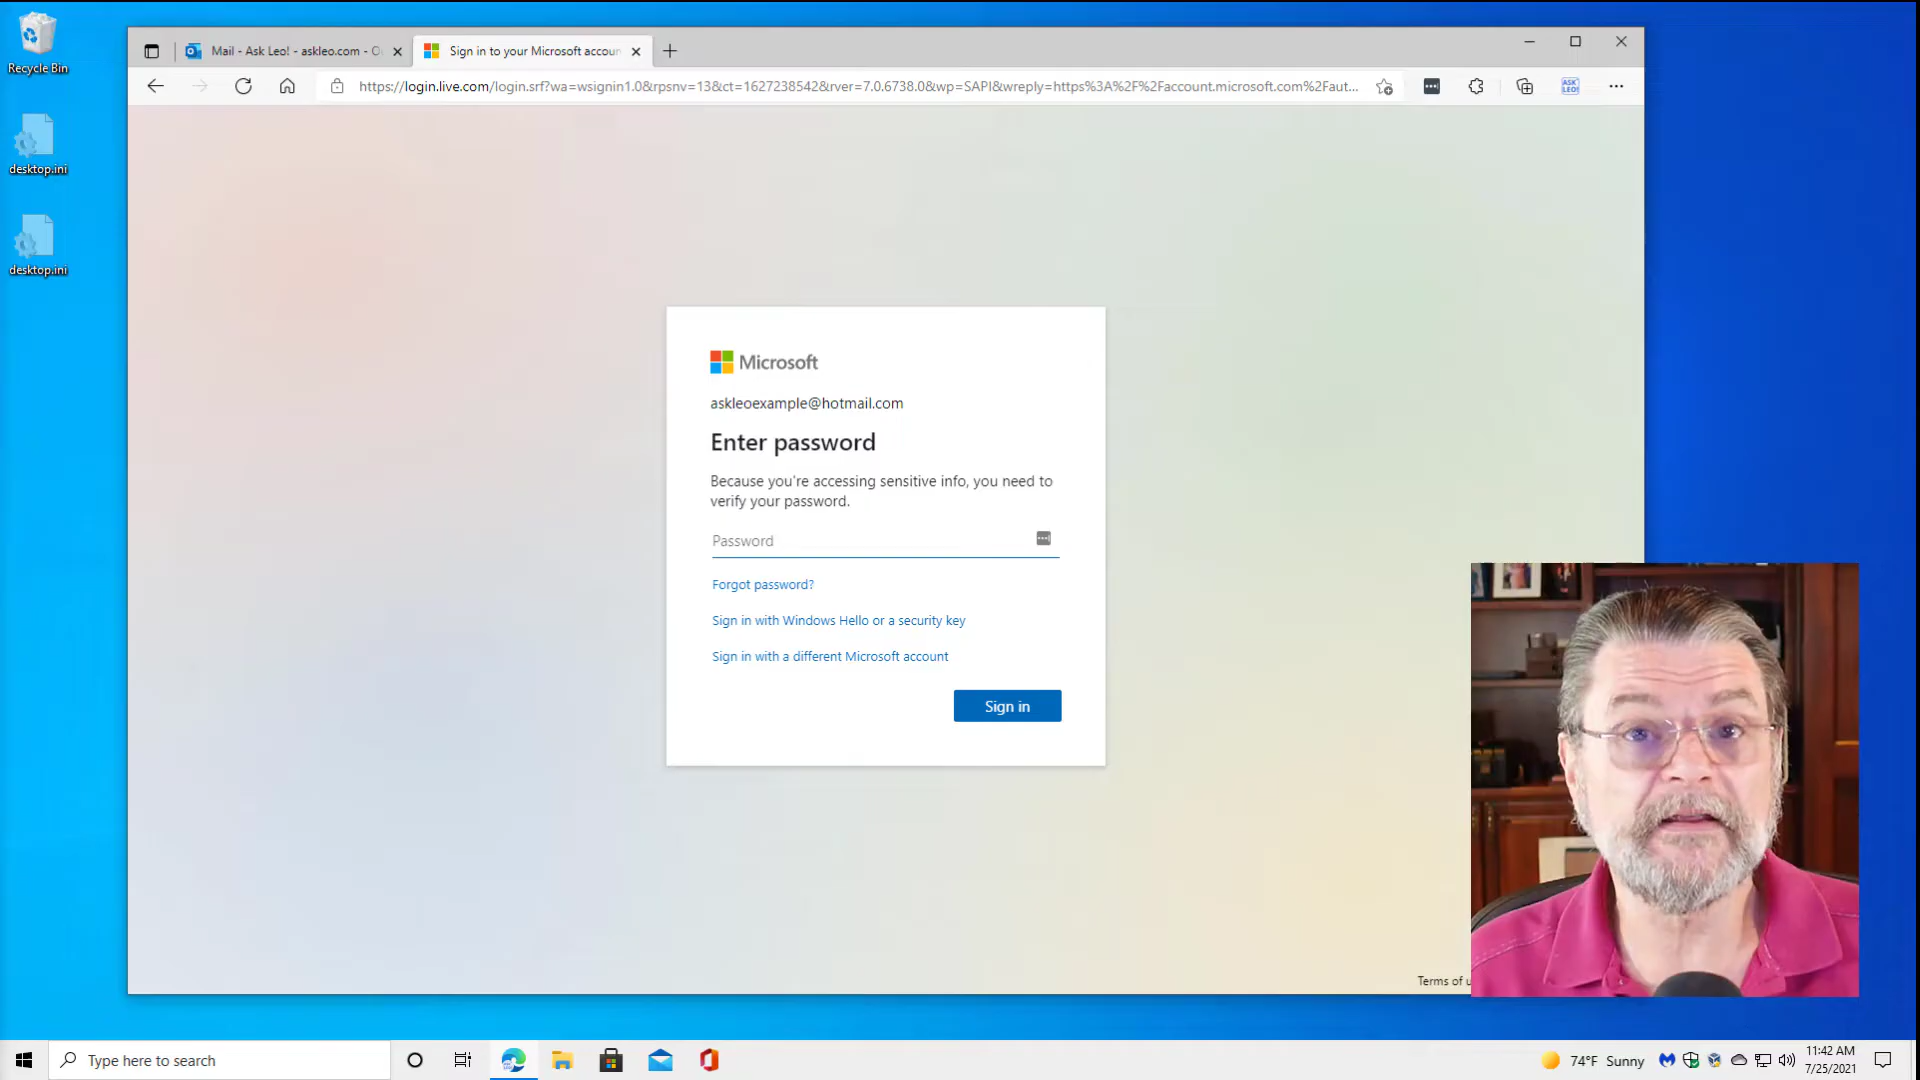 Recycle Bin
desktop.ini
desktop.ini
Mail - Ask Leo! - askleo.com - O
Sign in to your Microsoft accoun
https://login.live.com/login.srf?wa=wsignin1.0&rpsnv=13&ct=1627238542&rver=7.0.6738.0&wp=SAPI&wreply=https%3A%2F%2Faccount.microsoft.com%2Faut...
ASK
LEO!
Microsoft
askleoexample@hotmail.com
Enter password
Because you're accessing sensitive info, you need to
verify your password.
Password
Forgot password?
Sign in with Windows Hello or a security key
Sign in with a different Microsoft account
Sign in
Terms of u
Type here to search
74°F Sunny
11:42 AM
7/25/2021